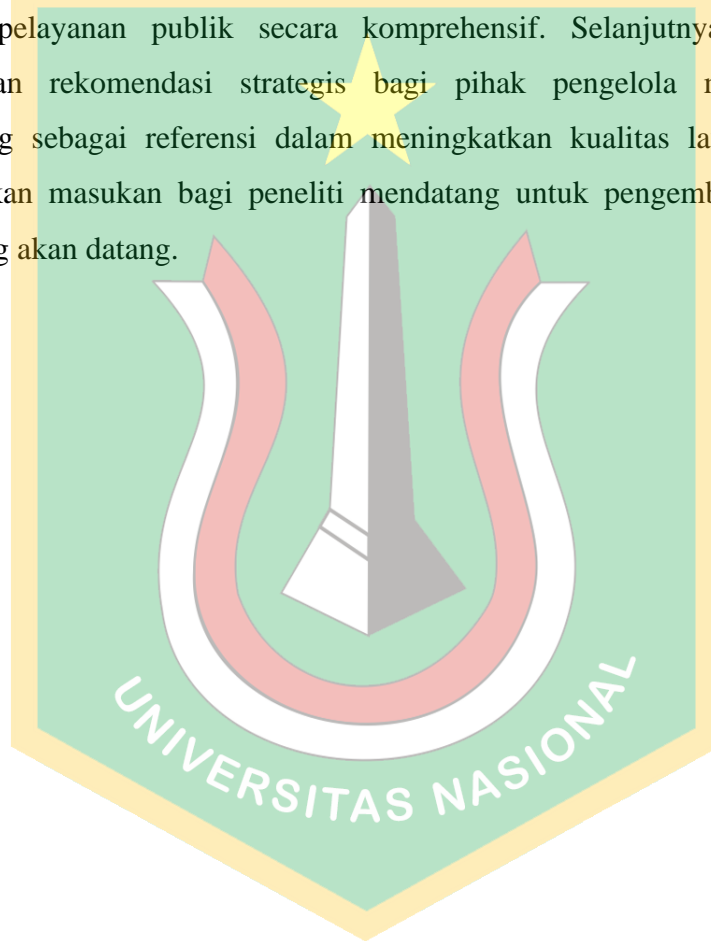 pelayanan publik secara komprehensif. Selanjutnya
an rekomendasi strategis bagi pihak pengelola
g sebagai referensi dalam meningkatkan kualitas la
kan masukan bagi peneliti mendatang untuk pengemb
g akan datang.
UNIVERSITAS NASIONAL